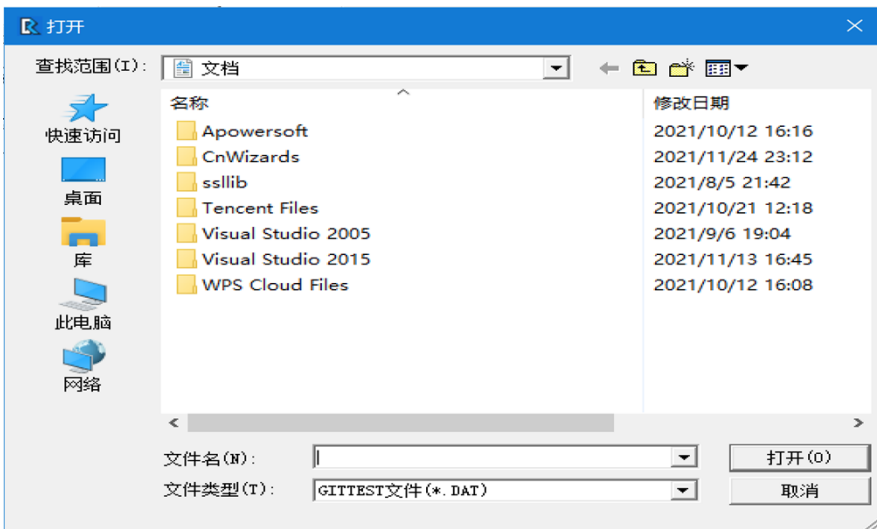 打开
查找范围(I):
文档
快速访问
桌面
库
此电脑
网络
名称 修改日期
Apowersoft 2021/10/12 16:16
CnWizards 2021/11/24 23:12
ssllib 2021/8/5 21:42
Tencent Files 2021/10/21 12:18
Visual Studio 2005 2021/9/6 19:04
Visual Studio 2015 2021/11/13 16:45
WPS Cloud Files 2021/10/12 16:08
文件名(N):
打开(O)
文件类型(T): GITTEST文件(*.DAT)
取消